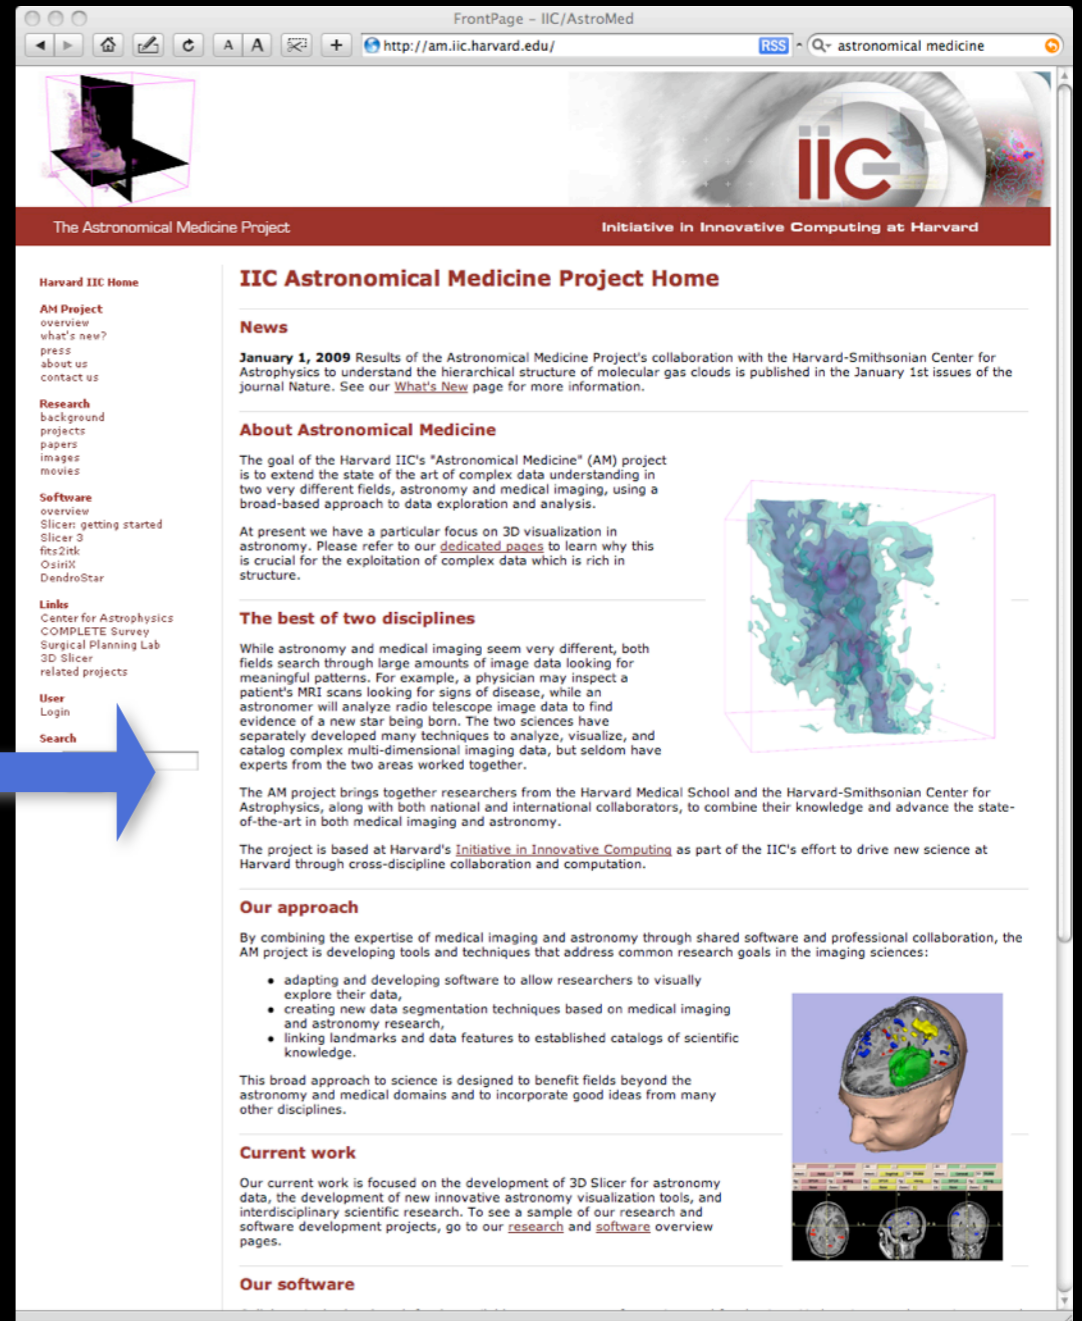 FrontPage - IIC/AstroMed
A A + http://am.iic.harvard.edu/ RSS astronomical medicine
iic
The Astronomical Medicine Project
Initiative in Innovative Computing at Harvard
Harvard IIC Home
AM Project
overview
what's new?
press
about us
contact us
Research
background
projects
papers
images
movies
Software
overview
Slicer: getting started
Slicer 3
fits2itk
OsiriX
DendroStar
Links
Center for Astrophysics
COMPLETE Survey
Surgical Planning Lab
3D Slicer
related projects
User
Login
Search
IIC Astronomical Medicine Project Home
News
January 1, 2009 Results of the Astronomical Medicine Project's collaboration with the Harvard-Smithsonian Center for
Astrophysics to understand the hierarchical structure of molecular gas clouds is published in the January 1st issues of the
journal Nature. See our What's New page for more information.
About Astronomical Medicine
The goal of the Harvard IIC's "Astronomical Medicine" (AM) project
is to extend the state of the art of complex data understanding in
two very different fields, astronomy and medical imaging, using a
broad-based approach to data exploration and analysis.
At present we have a particular focus on 3D visualization in
astronomy. Please refer to our dedicated pages to learn why this
is crucial for the exploitation of complex data which is rich in
structure.
The best of two disciplines
While astronomy and medical imaging seem very different, both
fields search through large amounts of image data looking for
meaningful patterns. For example, a physician may inspect a
patient's MRI scans looking for signs of disease, while an
astronomer will analyze radio telescope image data to find
evidence of a new star being born. The two sciences have
separately developed many techniques to analyze, visualize, and
catalog complex multi-dimensional imaging data, but seldom have
experts from the two areas worked together.
The AM project brings together researchers from the Harvard Medical School and the Harvard-Smithsonian Center for
Astrophysics, along with both national and international collaborators, to combine their knowledge and advance the state-
of-the-art in both medical imaging and astronomy.
The project is based at Harvard's Initiative in Innovative Computing as part of the IIC's effort to drive new science at
Harvard through cross-discipline collaboration and computation.
Our approach
By combining the expertise of medical imaging and astronomy through shared software and professional collaboration, the
AM project is developing tools and techniques that address common research goals in the imaging sciences:
• adapting and developing software to allow researchers to visually
explore their data,
• creating new data segmentation techniques based on medical imaging
and astronomy research,
• linking landmarks and data features to established catalogs of scientific
knowledge.
This broad approach to science is designed to benefit fields beyond the
astronomy and medical domains and to incorporate good ideas from many
other disciplines.
Current work
Our current work is focused on the development of 3D Slicer for astronomy
data, the development of new innovative astronomy visualization tools, and
interdisciplinary scientific research. To see a sample of our research and
software development projects, go to our research and software overview
pages.
Our software